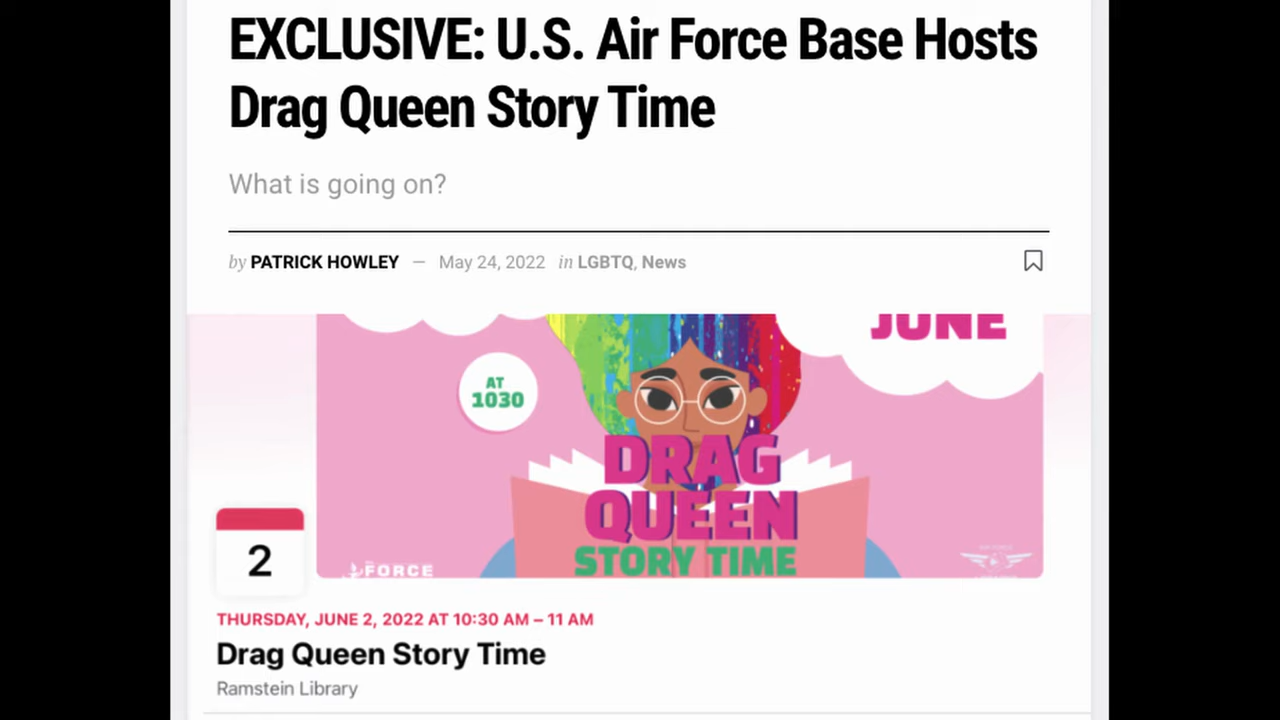 EXCLUSIVE: U.S. Air Force Base Hosts
Drag Queen Story Time
What is going on?
by PATRICK HOWLEY — May 24, 2022 in LGBTQ, News
JUNE
AT
1030
DRAG
QUEEN
STORY TIME
FORCE
2
THURSDAY, JUNE 2, 2022 AT 10:30 AM – 11 AM
Drag Queen Story Time
Ramstein Library